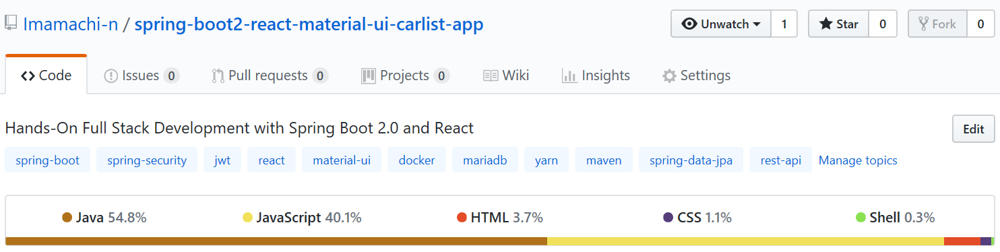 Imamachi-n / spring-boot2-react-material-ui-carlist-app Unwatch 1 Star 0 Fork 0
Code Issues 0 Pull requests 0 Projects 0 Wiki Insights Settings
Hands-On Full Stack Development with Spring Boot 2.0 and React Edit
spring-boot spring-security jwt react material-ui docker mariadb yarn maven spring-data-jpa rest-api Manage topics
Java 54.8% JavaScript 40.1% HTML 3.7% CSS 1.1% Shell 0.3%